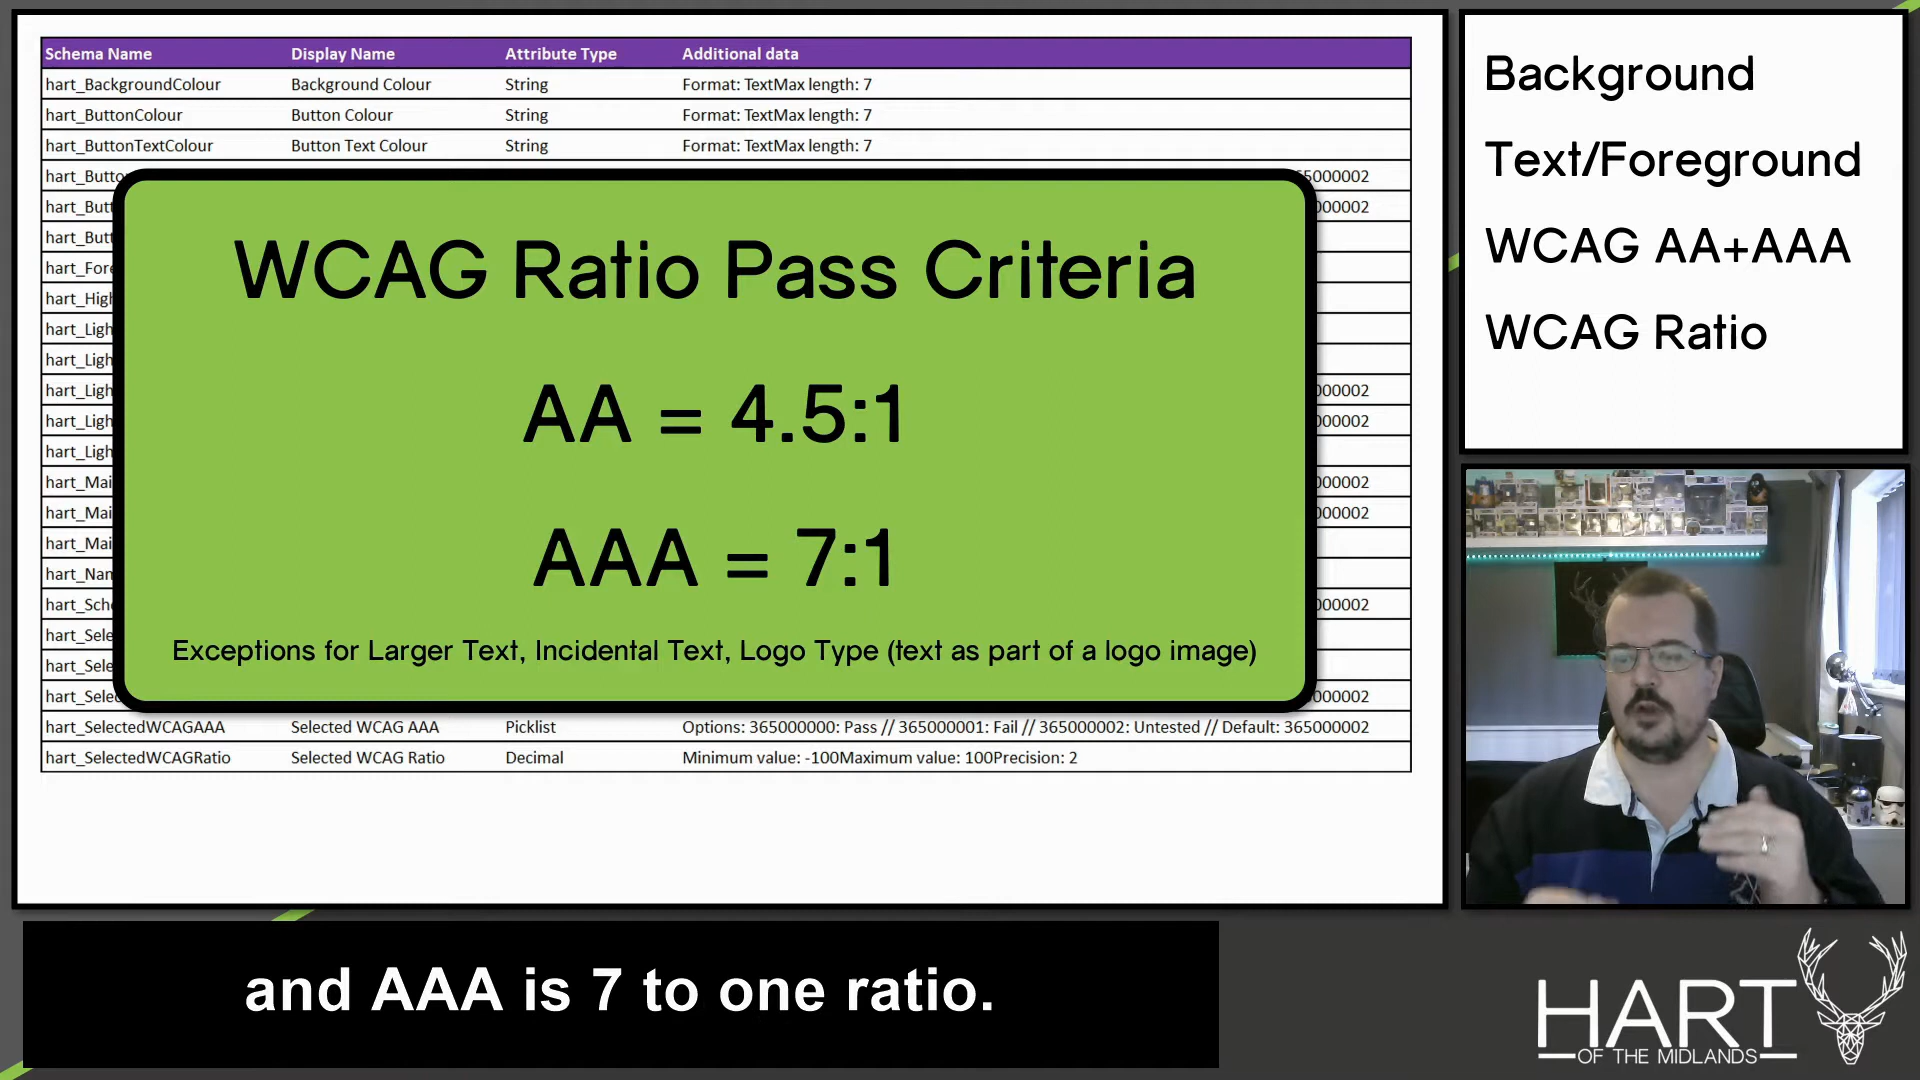 Schema Name Display Name Attribute Type Additional data
hart_BackgroundColour Background Colour String Format: TextMax length: 7
hart_ButtonColour Button Colour String Format: TextMax length: 7
hart_ButtonTextColour Button Text Colour String Format: TextMax length: 7
WCAG Ratio Pass Criteria
AA = 4.5:1
AAA = 7:1
Exceptions for Larger Text, Incidental Text, Logo Type (text as part of a logo image)
hart_SelectedWCAGAAA Selected WCAG AAA Picklist Options: 365000000: Pass // 365000001: Fail // 365000002: Untested // Default: 365000002
hart_SelectedWCAGRatio Selected WCAG Ratio Decimal Minimum value: -100Maximum value: 100Precision: 2
Background
Text/Foreground
WCAG AA+AAA
WCAG Ratio
and AAA is 7 to one ratio.
HART
OF THE MIDLANDS